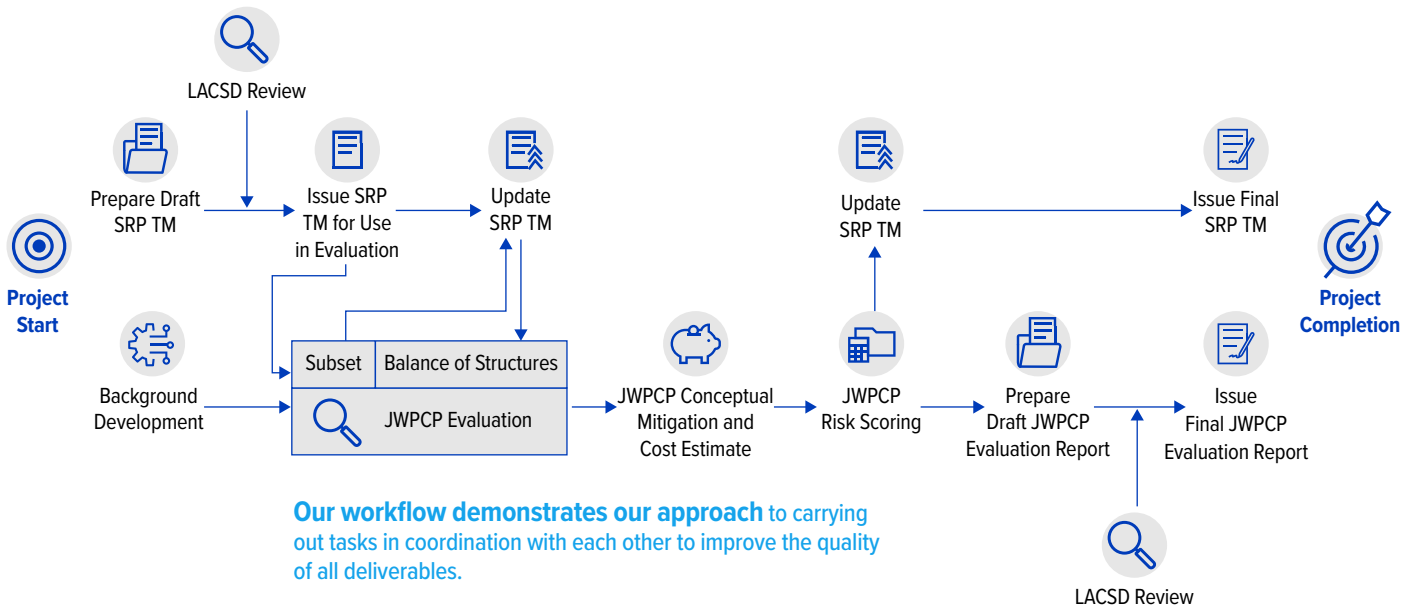 LACSD Review
Prepare Draft
SRP TM
Issue SRP
TM for Use
in Evaluation
Update
SRP TM
Update
SRP TM
Issue Final
SRP TM
Project
Start
Project
Completion
Background
Development
Subset
Balance of Structures
JWPCP Evaluation
JWPCP Conceptual
Mitigation and
Cost Estimate
JWPCP
Risk Scoring
Prepare
Draft JWPCP
Evaluation Report
Issue
Final JWPCP
Evaluation Report
Our workflow demonstrates our approach to carrying
out tasks in coordination with each other to improve the quality
of all deliverables.
LACSD Review